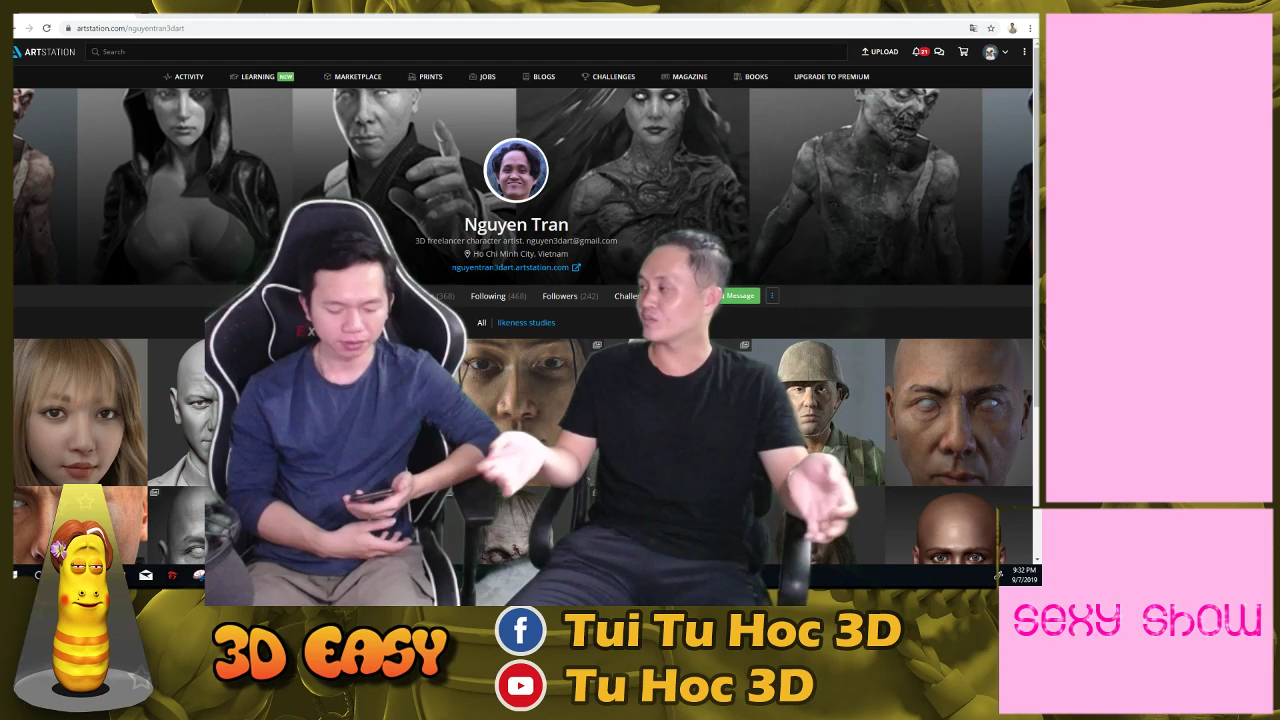 artstation.com/nguyentran3dart
ARTSTATION
Search
UPLOAD
21
ACTIVITY
LEARNING NEW
MARKETPLACE
PRINTS
JOBS
BLOGS
CHALLENGES
MAGAZINE
BOOKS
UPGRADE TO PREMIUM
Nguyen Tran
3D freelancer character artist. nguyen3dart@gmail.com
Ho Chi Minh City, Vietnam
nguyentran3dart.artstation.com
(368) Following (468) Followers (242)
Message
All likeness studies
9:32 PM
9/7/2019
3D EASY
Tui Tu Hoc 3D
Tu Hoc 3D
sexy show